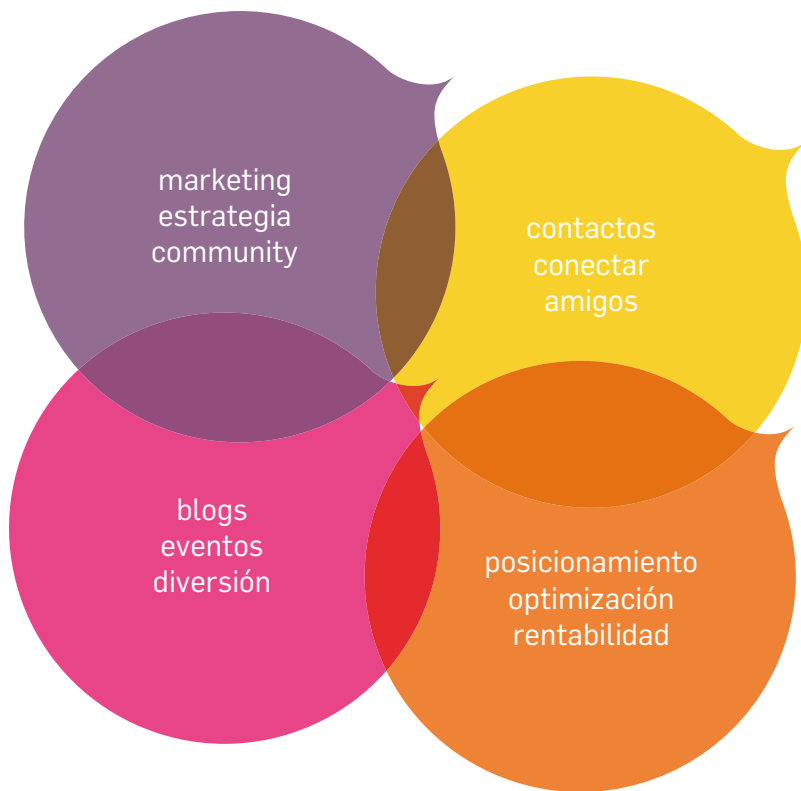 marketing
estrategia
community
contactos
conectar
amigos
blogs
eventos
diversión
posicionamiento
optimización
rentabilidad